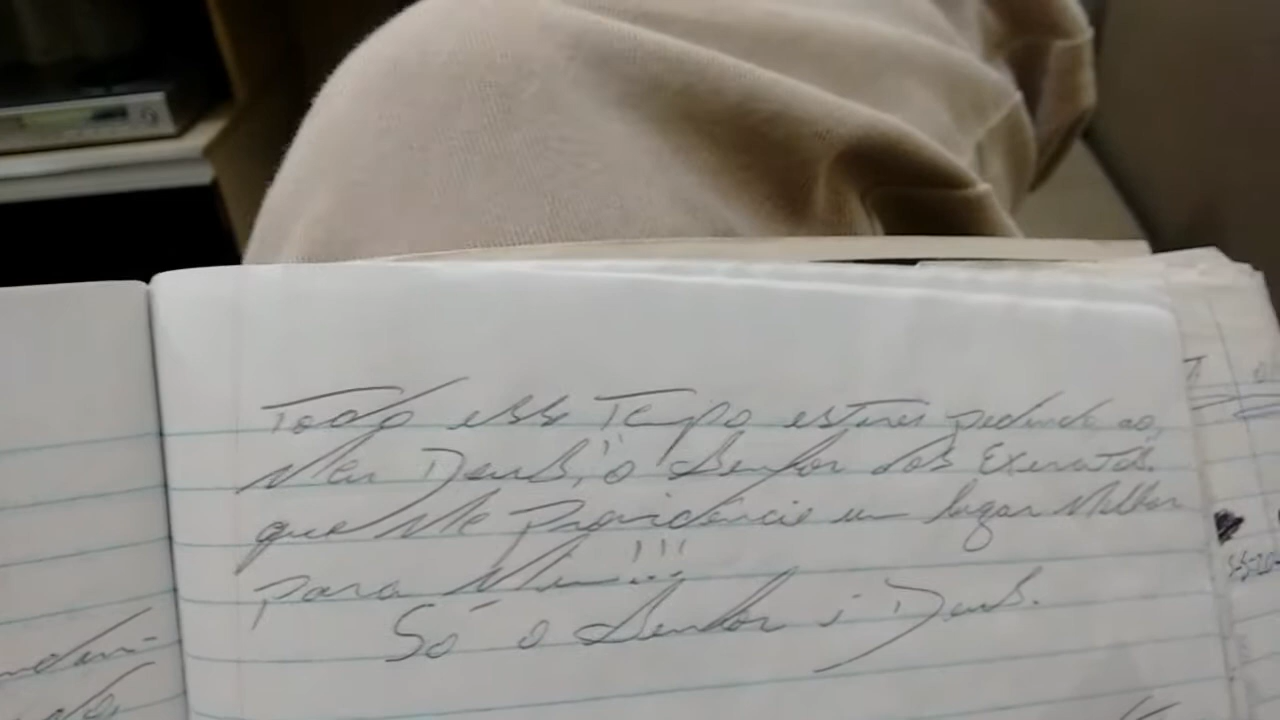 Todo esse Tempo estive pedindo ao,
Meu Deus, o Senhor dos Exercitos.
que Me Providencie um lugar Melhor
para Mim!!!
Só o Senhor é Deus.